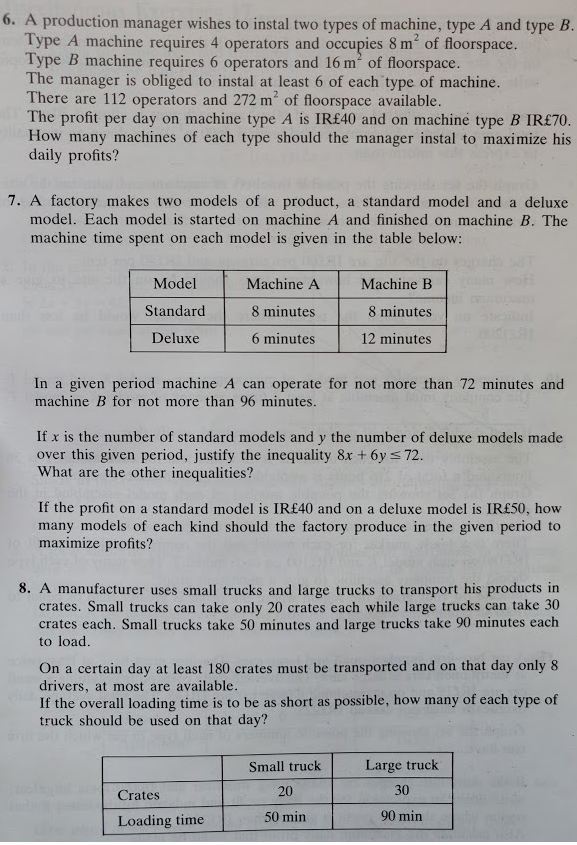 6. A production manager wishes to instal two types of machine, type A and type B.
Type A machine requires 4 operators and occupies 8 m² of floorspace.
Type B machine requires 6 operators and 16 m² of floorspace.
The manager is obliged to instal at least 6 of each type of machine.
There are 112 operators and 272 m² of floorspace available.
The profit per day on machine type A is IR£40 and on machine type B IR£70.
How many machines of each type should the manager instal to maximize his
daily profits?
7. A factory makes two models of a product, a standard model and a deluxe
model. Each model is started on machine A and finished on machine B. The
machine time spent on each model is given in the table below:
Model Machine A Machine B
Standard 8 minutes 8 minutes
Deluxe 6 minutes 12 minutes
In a given period machine A can operate for not more than 72 minutes and
machine B for not more than 96 minutes.
If x is the number of standard models and y the number of deluxe models made
over this given period, justify the inequality 8x + 6y ≤ 72.
What are the other inequalities?
If the profit on a standard model is IR£40 and on a deluxe model is IR£50, how
many models of each kind should the factory produce in the given period to
maximize profits?
8. A manufacturer uses small trucks and large trucks to transport his products in
crates. Small trucks can take only 20 crates each while large trucks can take 30
crates each. Small trucks take 50 minutes and large trucks take 90 minutes each
to load.
On a certain day at least 180 crates must be transported and on that day only 8
drivers, at most are available.
If the overall loading time is to be as short as possible, how many of each type of
truck should be used on that day?
Small truck Large truck
Crates 20 30
Loading time 50 min 90 min